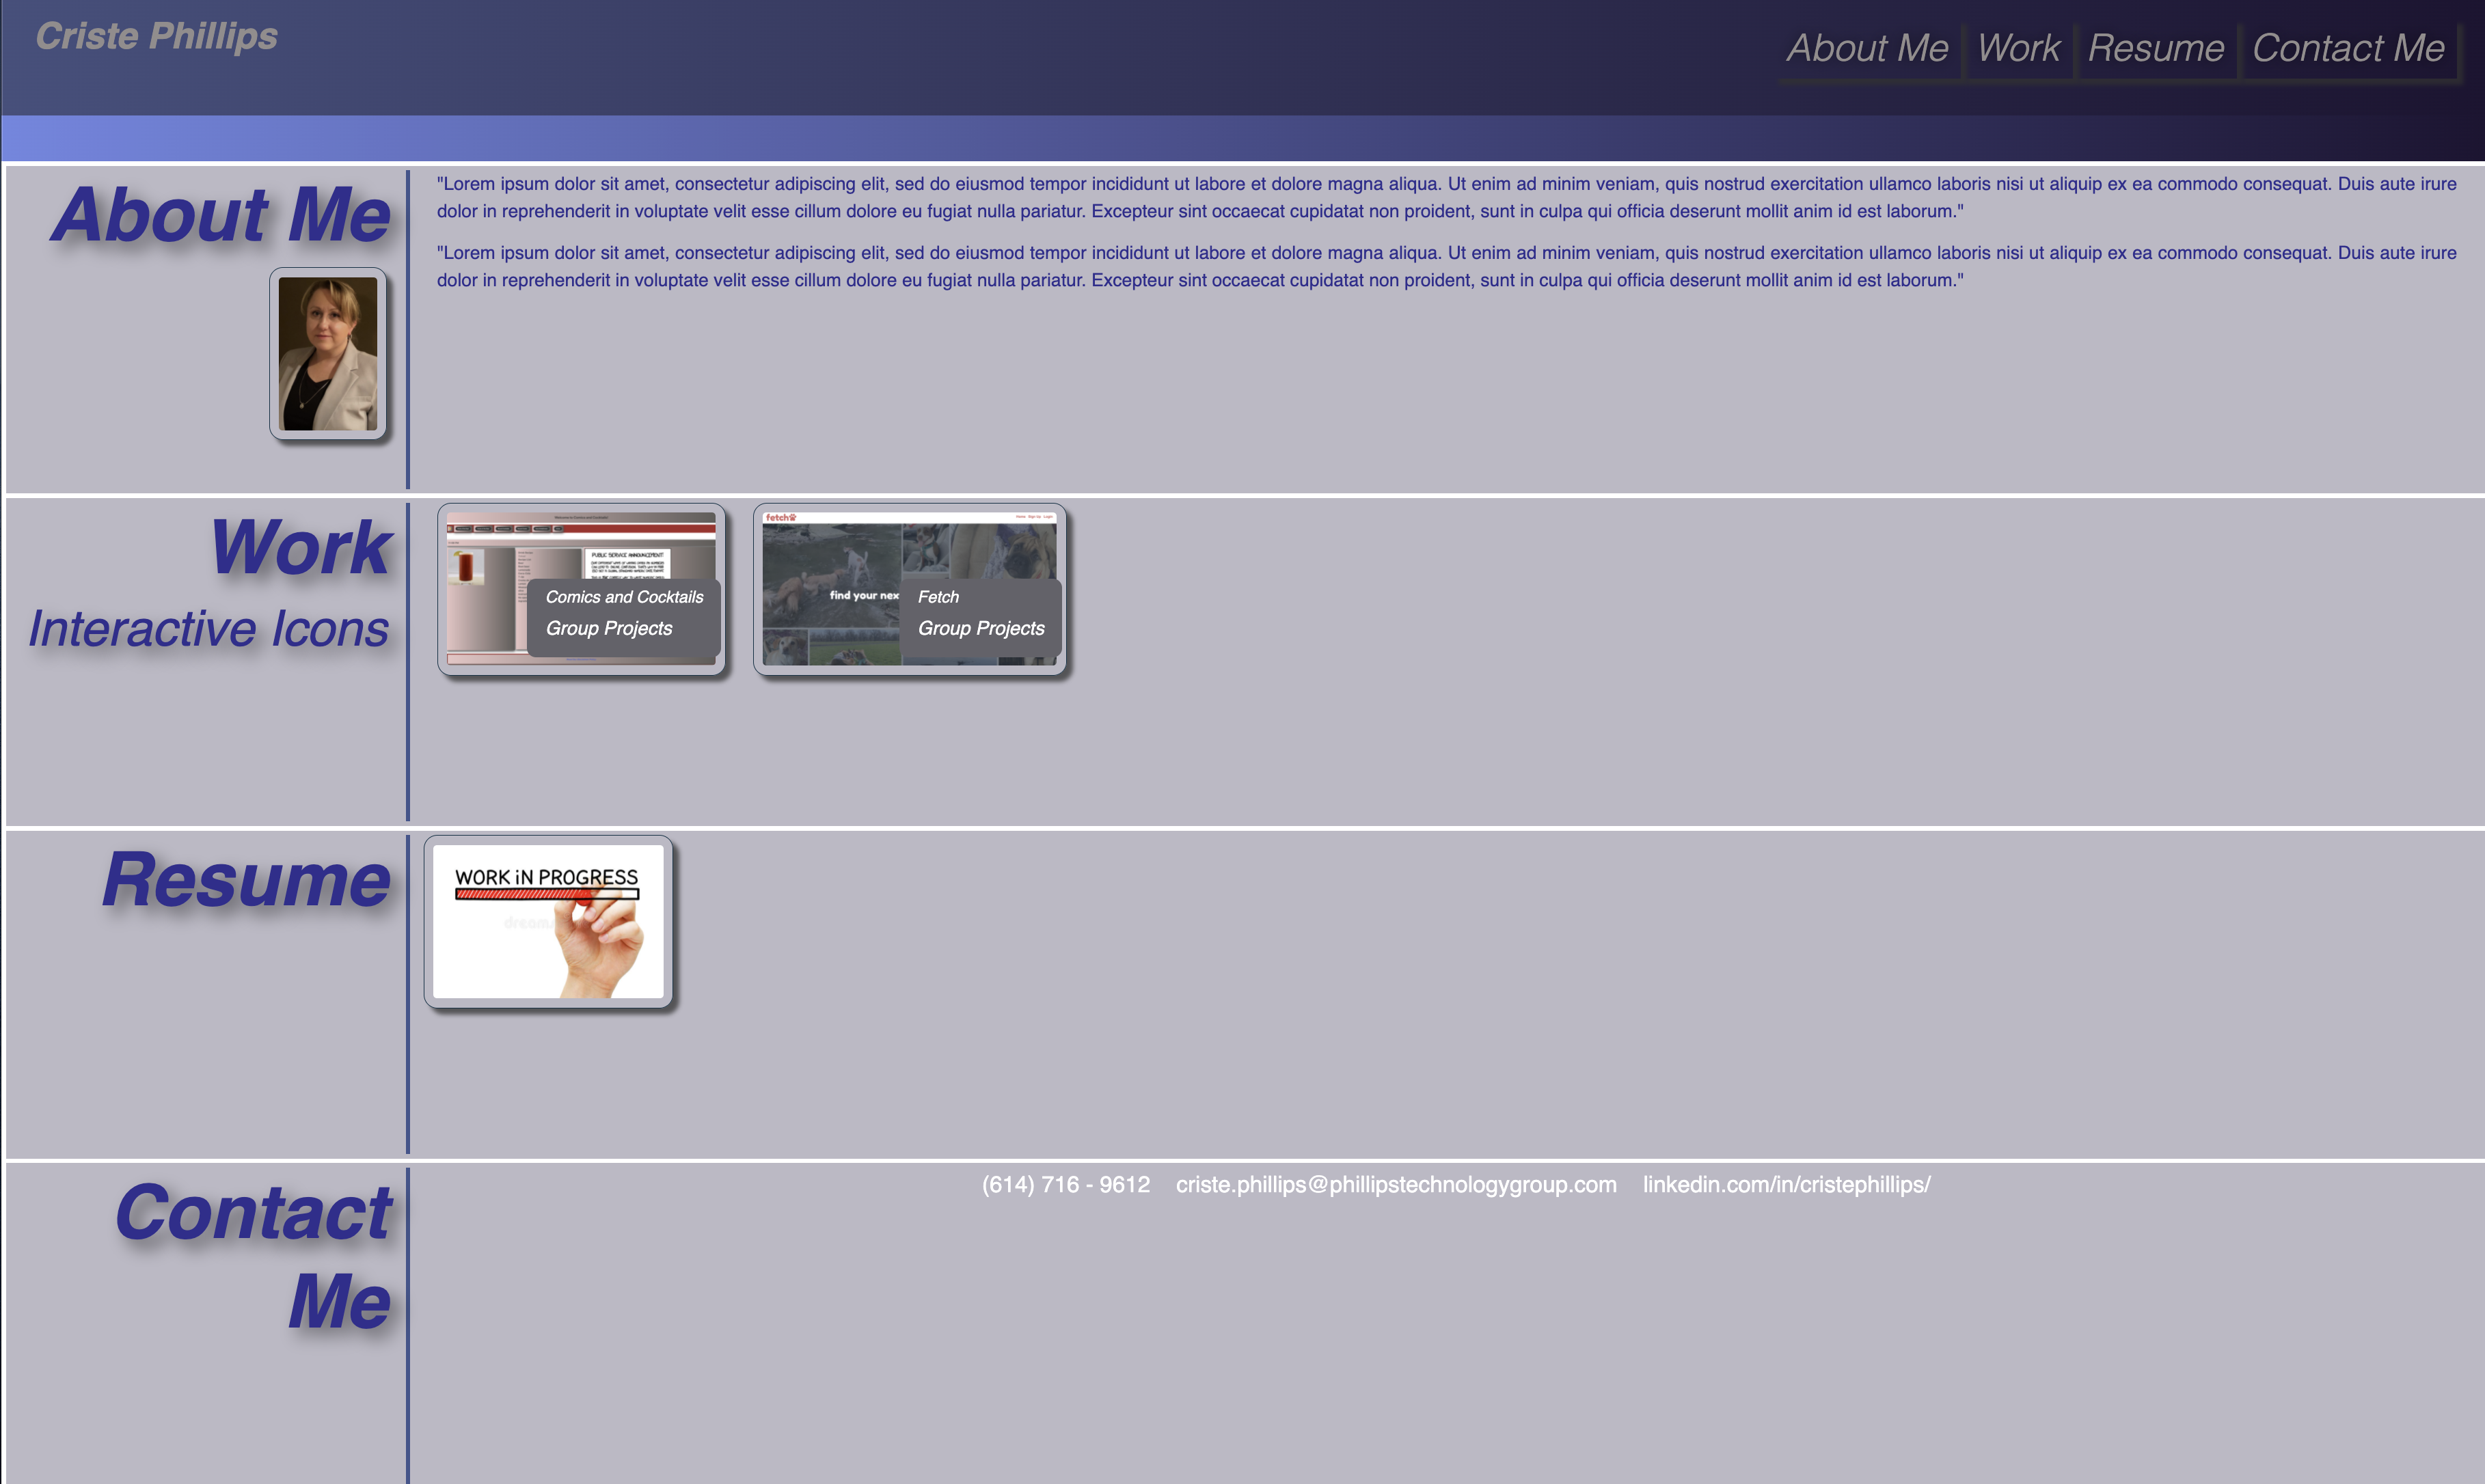 Criste Phillips
About Me Work Resume Contact Me
About Me
"Lorem ipsum dolor sit amet, consectetur adipiscing elit, sed do eiusmod tempor incididunt ut labore et dolore magna aliqua. Ut enim ad minim veniam, quis nostrud exercitation ullamco laboris nisi ut aliquip ex ea commodo consequat. Duis aute irure
dolor in reprehenderit in voluptate velit esse cillum dolore eu fugiat nulla pariatur. Excepteur sint occaecat cupidatat non proident, sunt in culpa qui officia deserunt mollit anim id est laborum."
"Lorem ipsum dolor sit amet, consectetur adipiscing elit, sed do eiusmod tempor incididunt ut labore et dolore magna aliqua. Ut enim ad minim veniam, quis nostrud exercitation ullamco laboris nisi ut aliquip ex ea commodo consequat. Duis aute irure
dolor in reprehenderit in voluptate velit esse cillum dolore eu fugiat nulla pariatur. Excepteur sint occaecat cupidatat non proident, sunt in culpa qui officia deserunt mollit anim id est laborum."
Work
Interactive Icons
PUBLIC SERVICE ANNOUNCEMENT:
Comics and Cocktails
Group Projects
fetch
Home Sign Up Login
find your nex
Fetch
Group Projects
Resume
WORK iN PROGRESS
Contact
Me
(614) 716 - 9612 criste.phillips@phillipstechnologygroup.com linkedin.com/in/cristephillips/